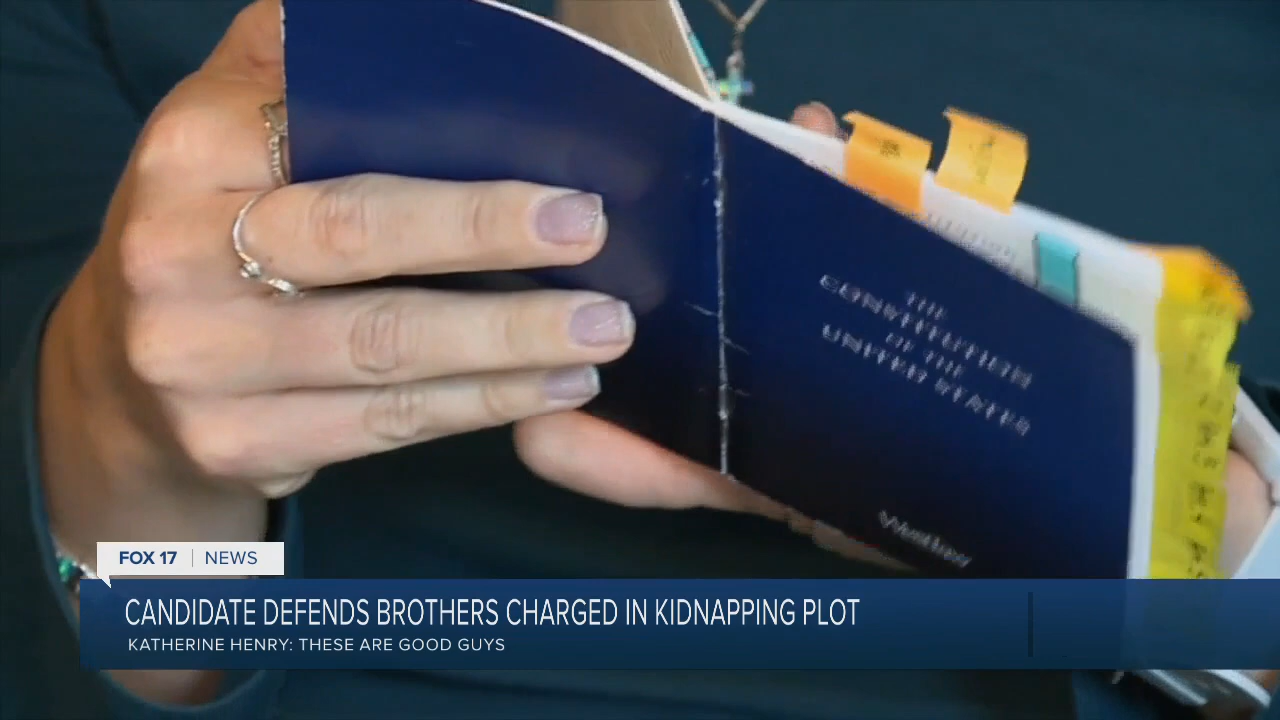 THE
CONSTITUTION
OF THE
UNITED STATES
FOX 17 | NEWS
CANDIDATE DEFENDS BROTHERS CHARGED IN KIDNAPPING PLOT
KATHERINE HENRY: THESE ARE GOOD GUYS